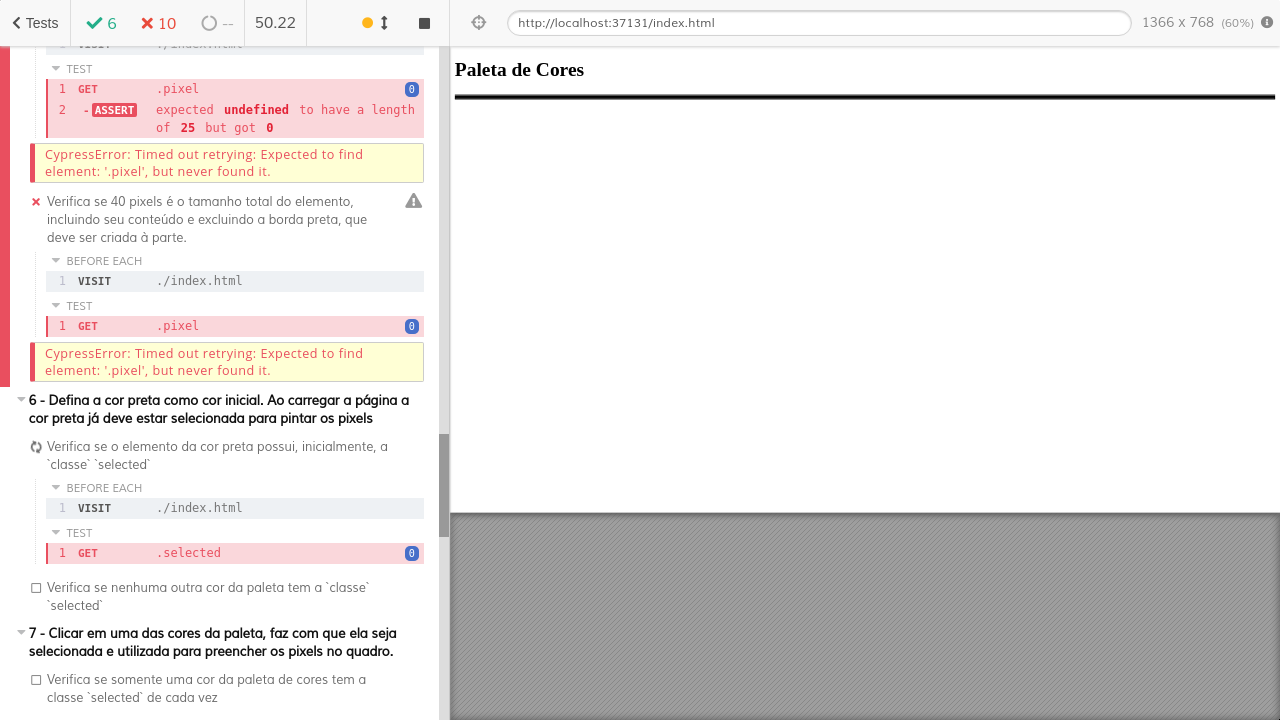 Tests
6
10
--
50.22
http://localhost:37131/index.html
1366 x 768 (60%)
TEST
1 GET .pixel 0
2 -ASSERT expected undefined to have a length
of 25 but got 0
CypressError: Timed out retrying: Expected to find
element: '.pixel', but never found it.
Verifica se 40 pixels é o tamanho total do elemento,
incluindo seu conteúdo e excluindo a borda preta, que
deve ser criada à parte.
BEFORE EACH
1 VISIT ./index.html
TEST
1 GET .pixel 0
CypressError: Timed out retrying: Expected to find
element: '.pixel', but never found it.
6 - Defina a cor preta como cor inicial. Ao carregar a página a
cor preta já deve estar selecionada para pintar os pixels
Verifica se o elemento da cor preta possui, inicialmente, a
`classe` `selected`
BEFORE EACH
1 VISIT ./index.html
TEST
1 GET .selected 0
Verifica se nenhuma outra cor da paleta tem a `classe`
`selected`
7 - Clicar em uma das cores da paleta, faz com que ela seja
selecionada e utilizada para preencher os pixels no quadro.
Verifica se somente uma cor da paleta de cores tem a
classe `selected` de cada vez
Paleta de Cores